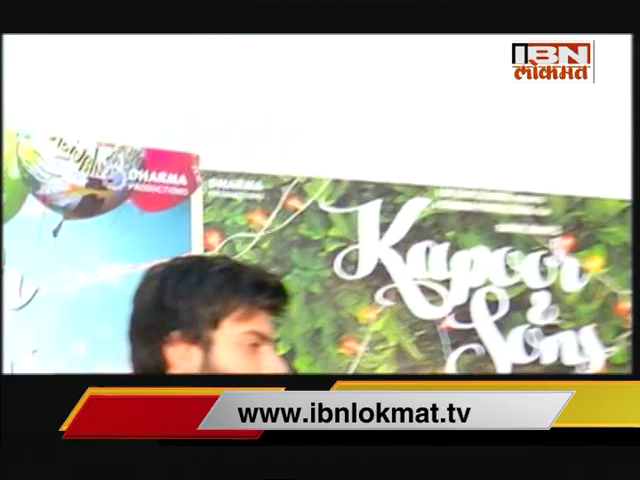 IBN
लोकमत
DHARMA
PRODUCTIONS
DHARMA
Kapoor
&
Sons
www.ibnlokmat.tv